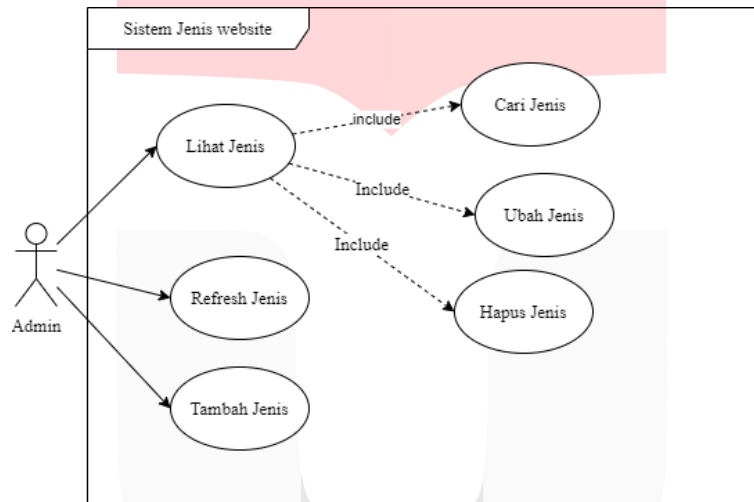 Sistem Jenis website
Cari Jenis
include
Lihat Jenis
Include
Ubah Jenis
Include
Refresh Jenis
Hapus Jenis
Admin
Tambah Jenis